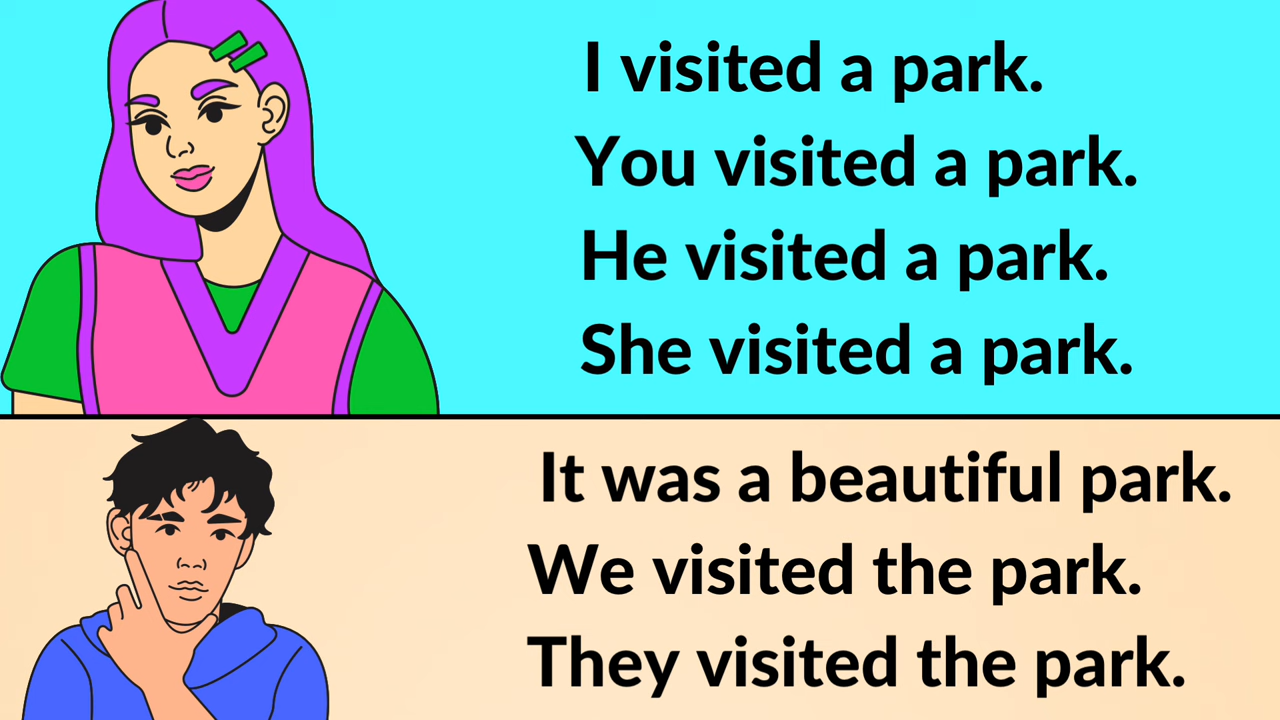 I visited a park.
You visited a park.
He visited a park.
She visited a park.
It was a beautiful park.
We visited the park.
They visited the park.